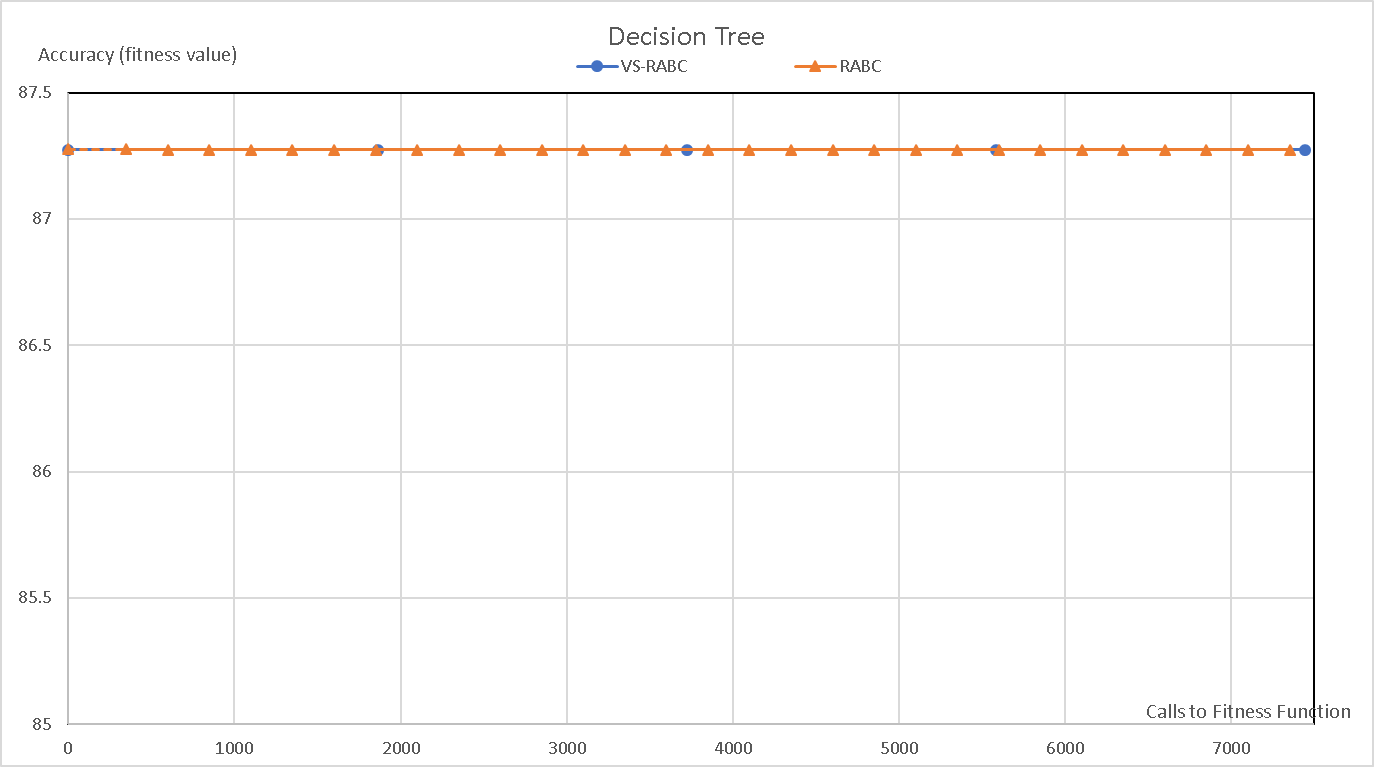 Decision Tree
Accuracy (fitness value)
VS-RABC RABC
87.5
87
86.5
86
85.5
85
Calls to Fitness Function
0 1000 2000 3000 4000 5000 6000 7000